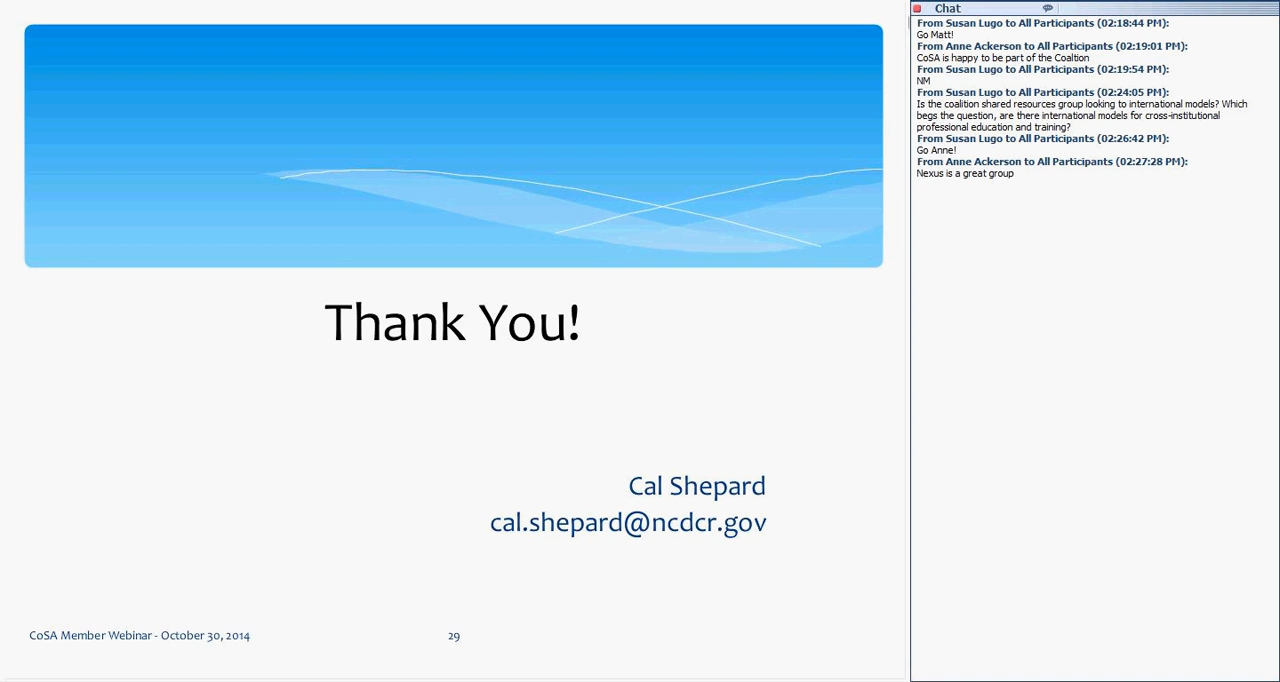 Thank You!
Cal Shepard
cal.shepard@ncdcr.gov
CoSA Member Webinar - October 30, 2014
29
Chat
From Susan Lugo to All Participants (02:18:44 PM):
Go Matt!
From Anne Ackerson to All Participants (02:19:01 PM):
CoSA is happy to be part of the Coalition
From Susan Lugo to All Participants (02:19:54 PM):
NM
From Susan Lugo to All Participants (02:24:05 PM):
Is the coalition shared resources group looking to international models? Which
begs the question, are there international models for cross-institutional
professional education and training?
From Susan Lugo to All Participants (02:26:42 PM):
Go Anne!
From Anne Ackerson to All Participants (02:27:28 PM):
Nexus is a great group